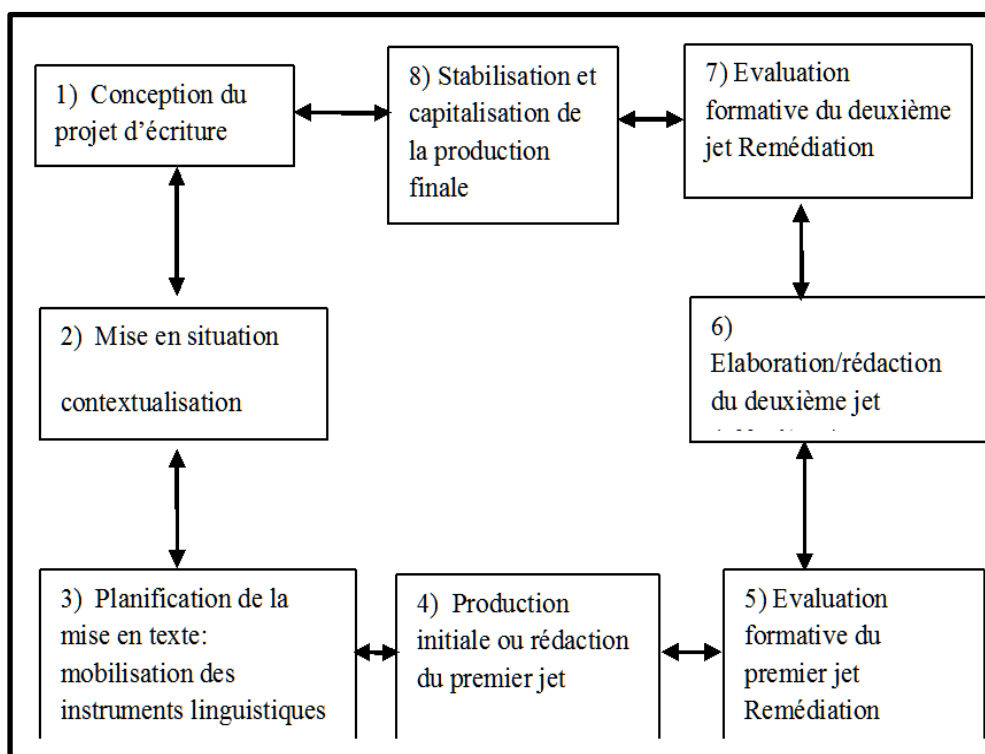 1) Conception du
projet d'écriture
2) Mise en situation
contextualisation
3) Planification de la
mise en texte:
mobilisation des
instruments linguistiques
4) Production
initiale ou rédaction
du premier jet
5) Evaluation
formative du
premier jet
Remédiation
6)
Elaboration/rédaction
du deuxième jet
7) Evaluation
formative du deuxième
jet Remédiation
8) Stabilisation et
capitalisation de
la production
finale